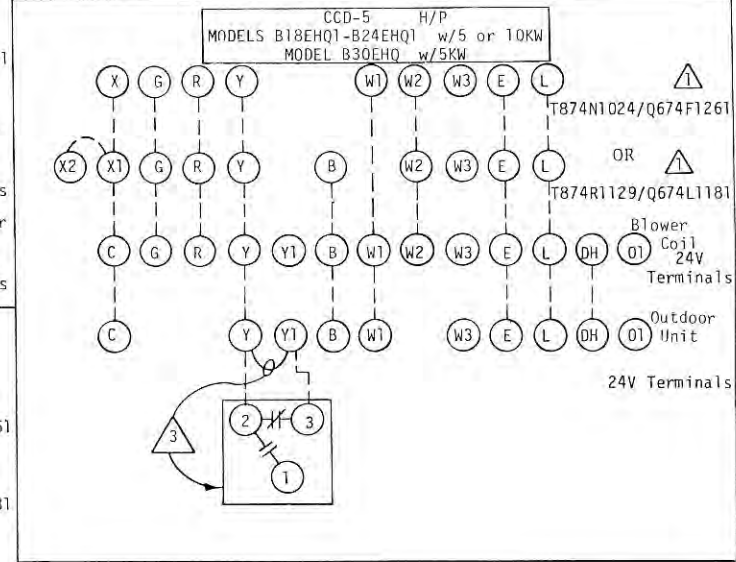 CCD-5 H/P
MODELS B18EHQ1-B24EHQ1 w/5 or 10KW
MODEL B30EHQ w/5KW
X G R Y W1 W2 W3 E L
1
T874N1024/Q674F1261
OR
X2 X1 G R Y B W2 W3 E L
1
T874R1129/Q674L1181
Blower
Coil
24V
Terminals
C G R Y Y1 B W1 W2 W3 E L DH O1
Outdoor
Unit
C Y Y1 B W1 W3 E L DH O1
24V Terminals
2 3
3
1